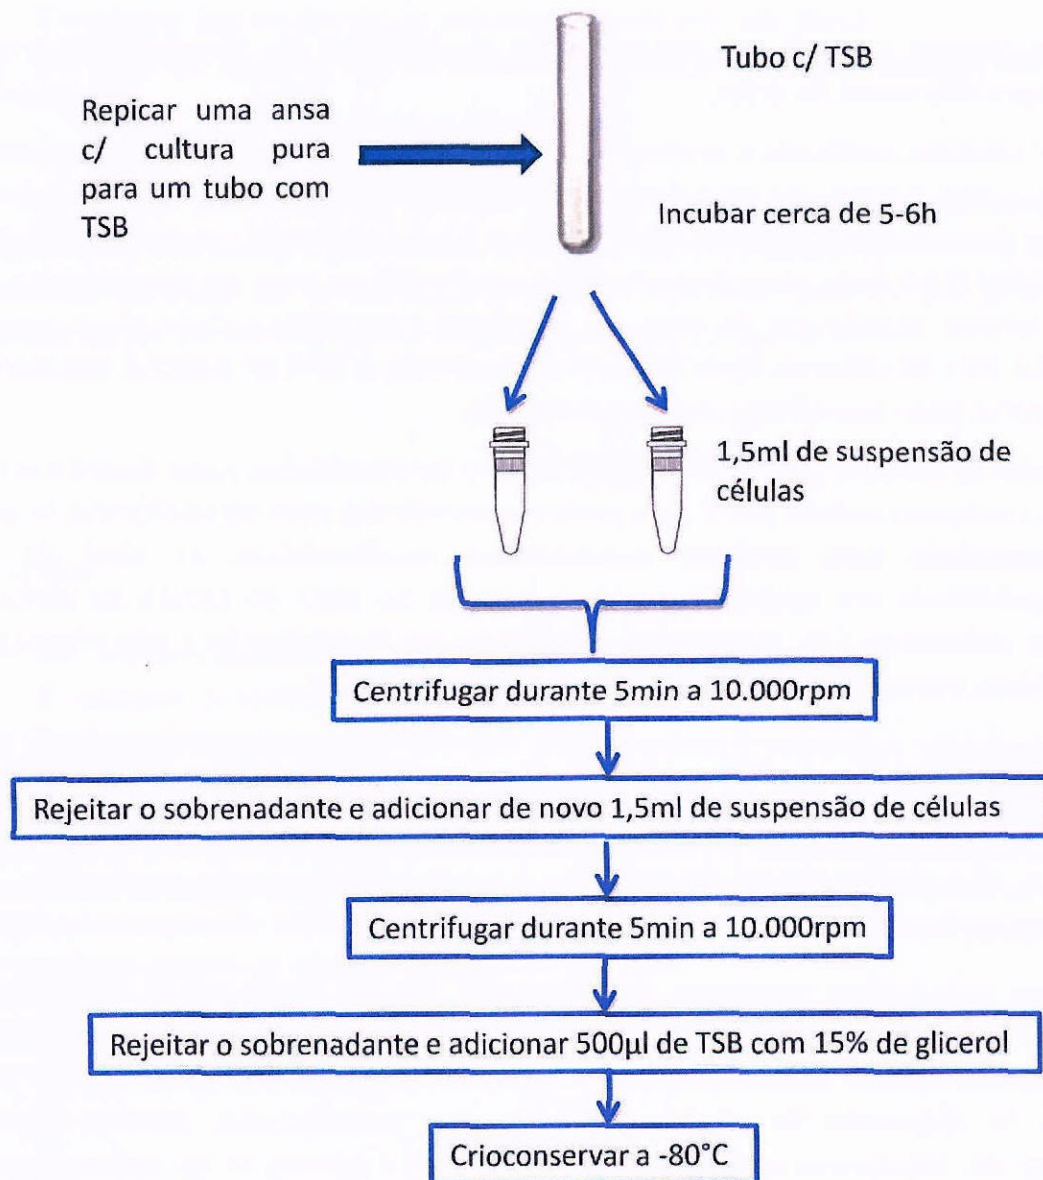 Tubo c/ TSB
Repicar uma ansa
c/ cultura pura
para um tubo com
TSB
Incubar cerca de 5-6h
1,5ml de suspensão de
células
Centrifugar durante 5min a 10.000rpm
Rejeitar o sobrenadante e adicionar de novo 1,5ml de suspensão de células
Centrifugar durante 5min a 10.000rpm
Rejeitar o sobrenadante e adicionar 500µl de TSB com 15% de glicerol
Crioconservar a -80°C